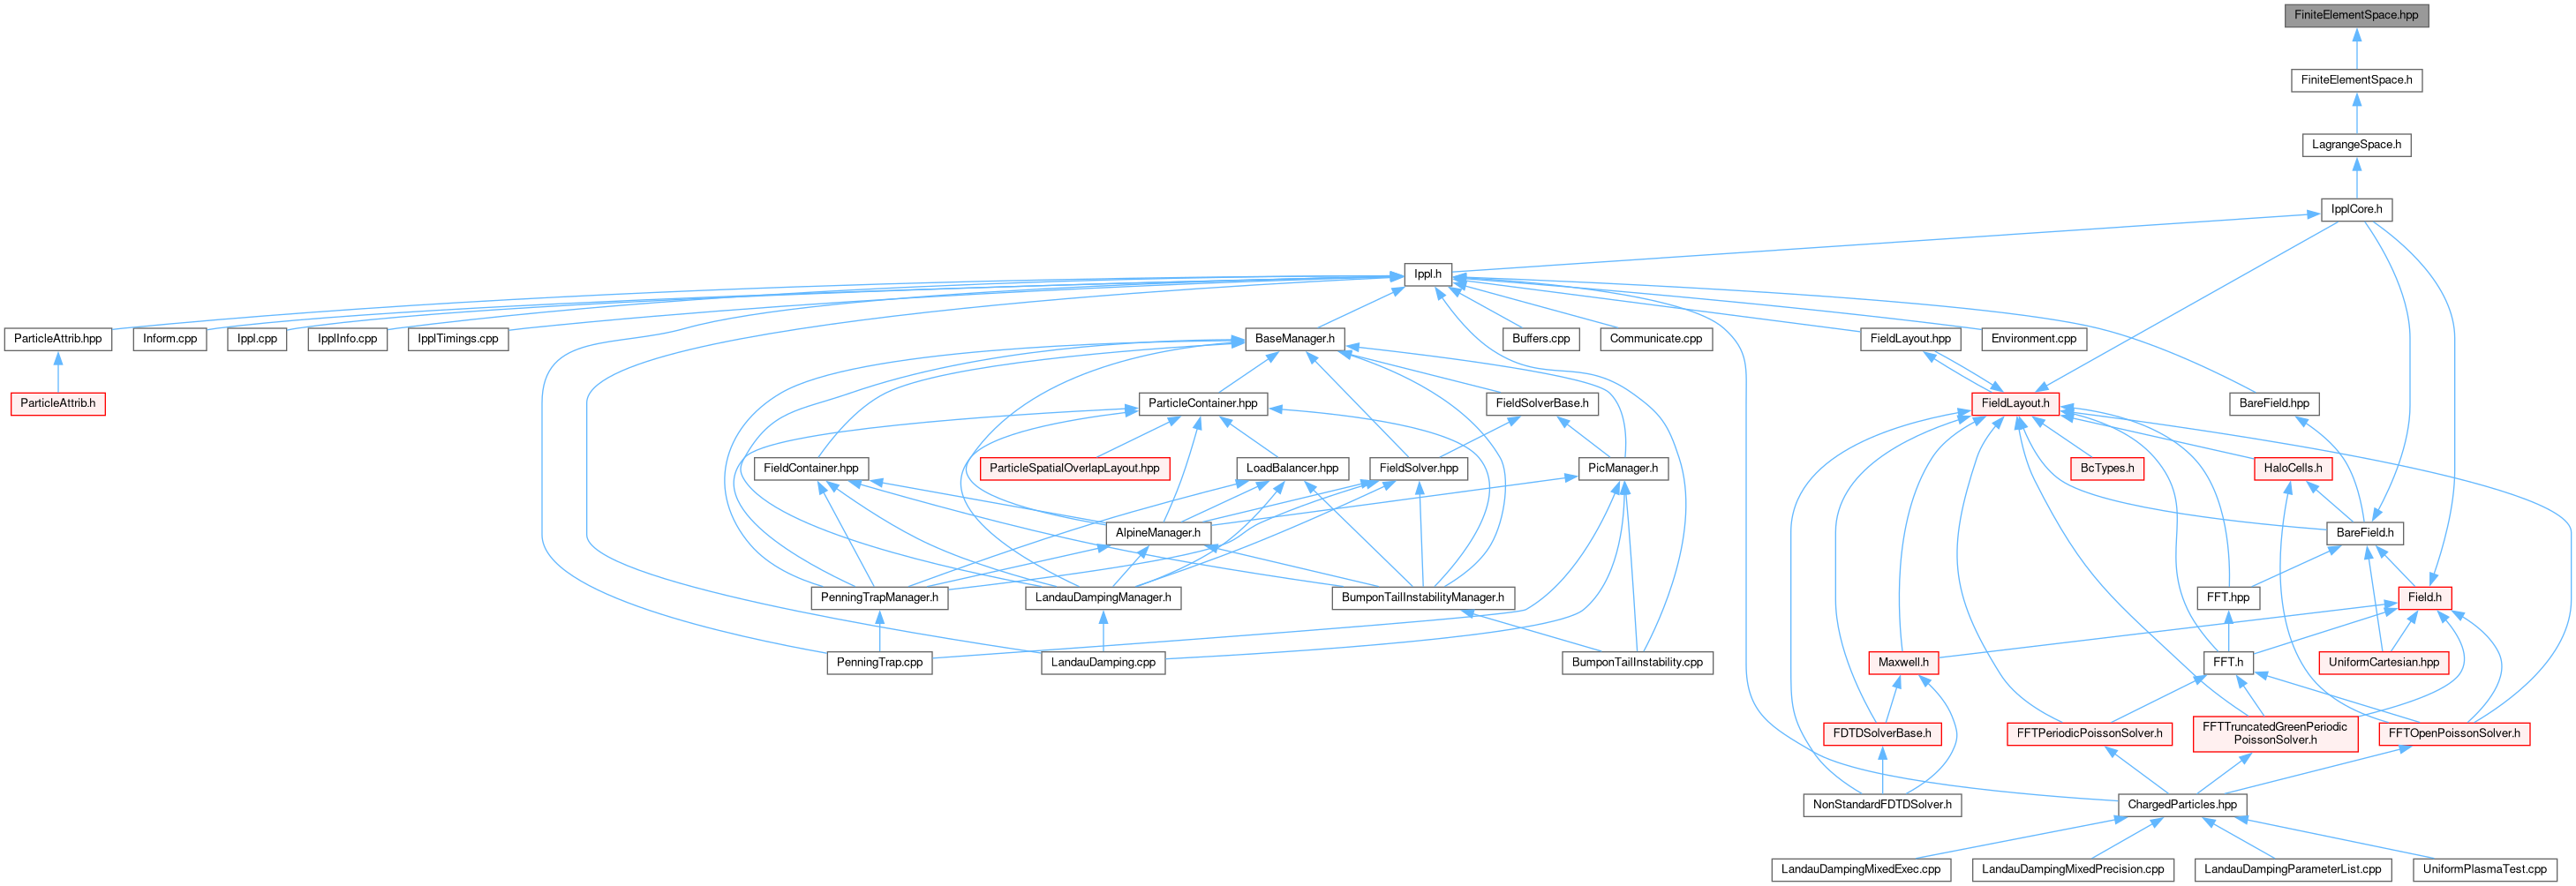 FiniteElementSpace.hpp
FiniteElementSpace.h
LagrangeSpace.h
IpplCore.h
Ippl.h
ParticleAttrib.hpp
Inform.cpp
Ippl.cpp
IpplInfo.cpp
IpplTimings.cpp
BaseManager.h
Buffers.cpp
Communicate.cpp
FieldLayout.hpp
Environment.cpp
ParticleAttrib.h
ParticleContainer.hpp
FieldSolverBase.h
FieldLayout.h
BareField.hpp
FieldContainer.hpp
ParticleSpatialOverlapLayout.hpp
LoadBalancer.hpp
FieldSolver.hpp
PicManager.h
BcTypes.h
HaloCells.h
AlpineManager.h
BareField.h
PenningTrapManager.h
LandauDampingManager.h
BumponTailInstabilityManager.h
FFT.hpp
Field.h
PenningTrap.cpp
LandauDamping.cpp
BumponTailInstability.cpp
Maxwell.h
FFT.h
UniformCartesian.hpp
FDTDSolverBase.h
FFTPeriodicPoissonSolver.h
FFTTruncatedGreenPeriodic
PoissonSolver.h
FFTOpenPoissonSolver.h
NonStandardFDTDSolver.h
ChargedParticles.hpp
LandauDampingMixedExec.cpp
LandauDampingMixedPrecision.cpp
LandauDampingParameterList.cpp
UniformPlasmaTest.cpp